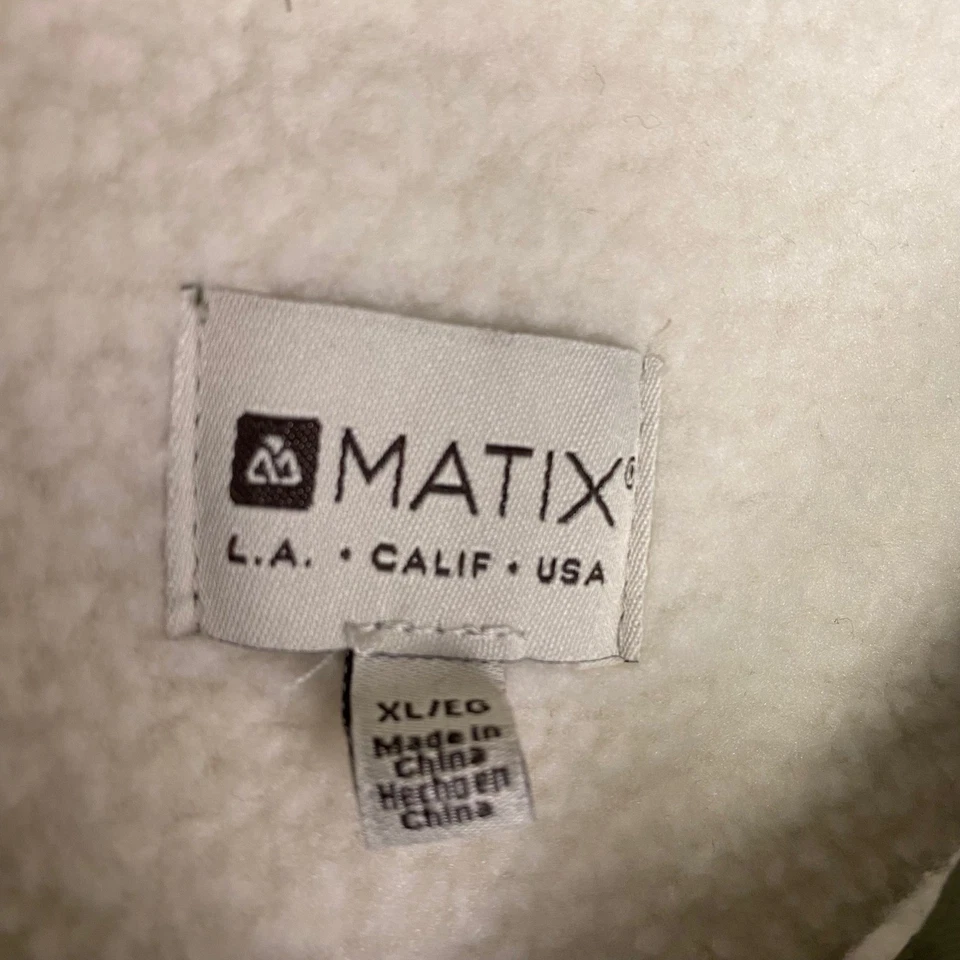 MATIX®
L.A. • CALIF • USA
XL/EG
Made in
China
Hecho en
China